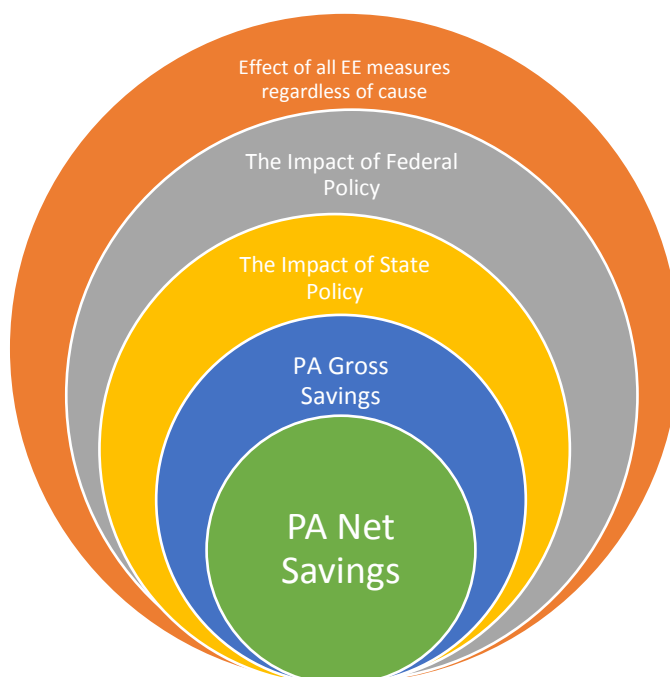 Effect of all EE measures
regardless of cause
The Impact of Federal
Policy
The Impact of State
Policy
PA Gross
Savings
PA Net
Savings